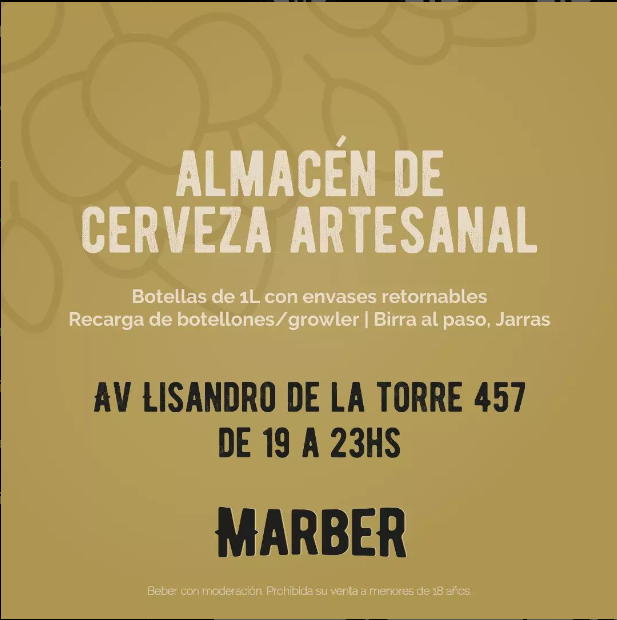 ALMACÉN DE
CERVEZA ARTESANAL
Botellas de 1L con envases retornables
Recarga de botellones/growler | Birra al paso, Jarras
AV LISANDRO DE LA TORRE 457
DE 19 A 23HS
MARBER
Beber con moderación. Prohibida su venta a menores de 18 años.